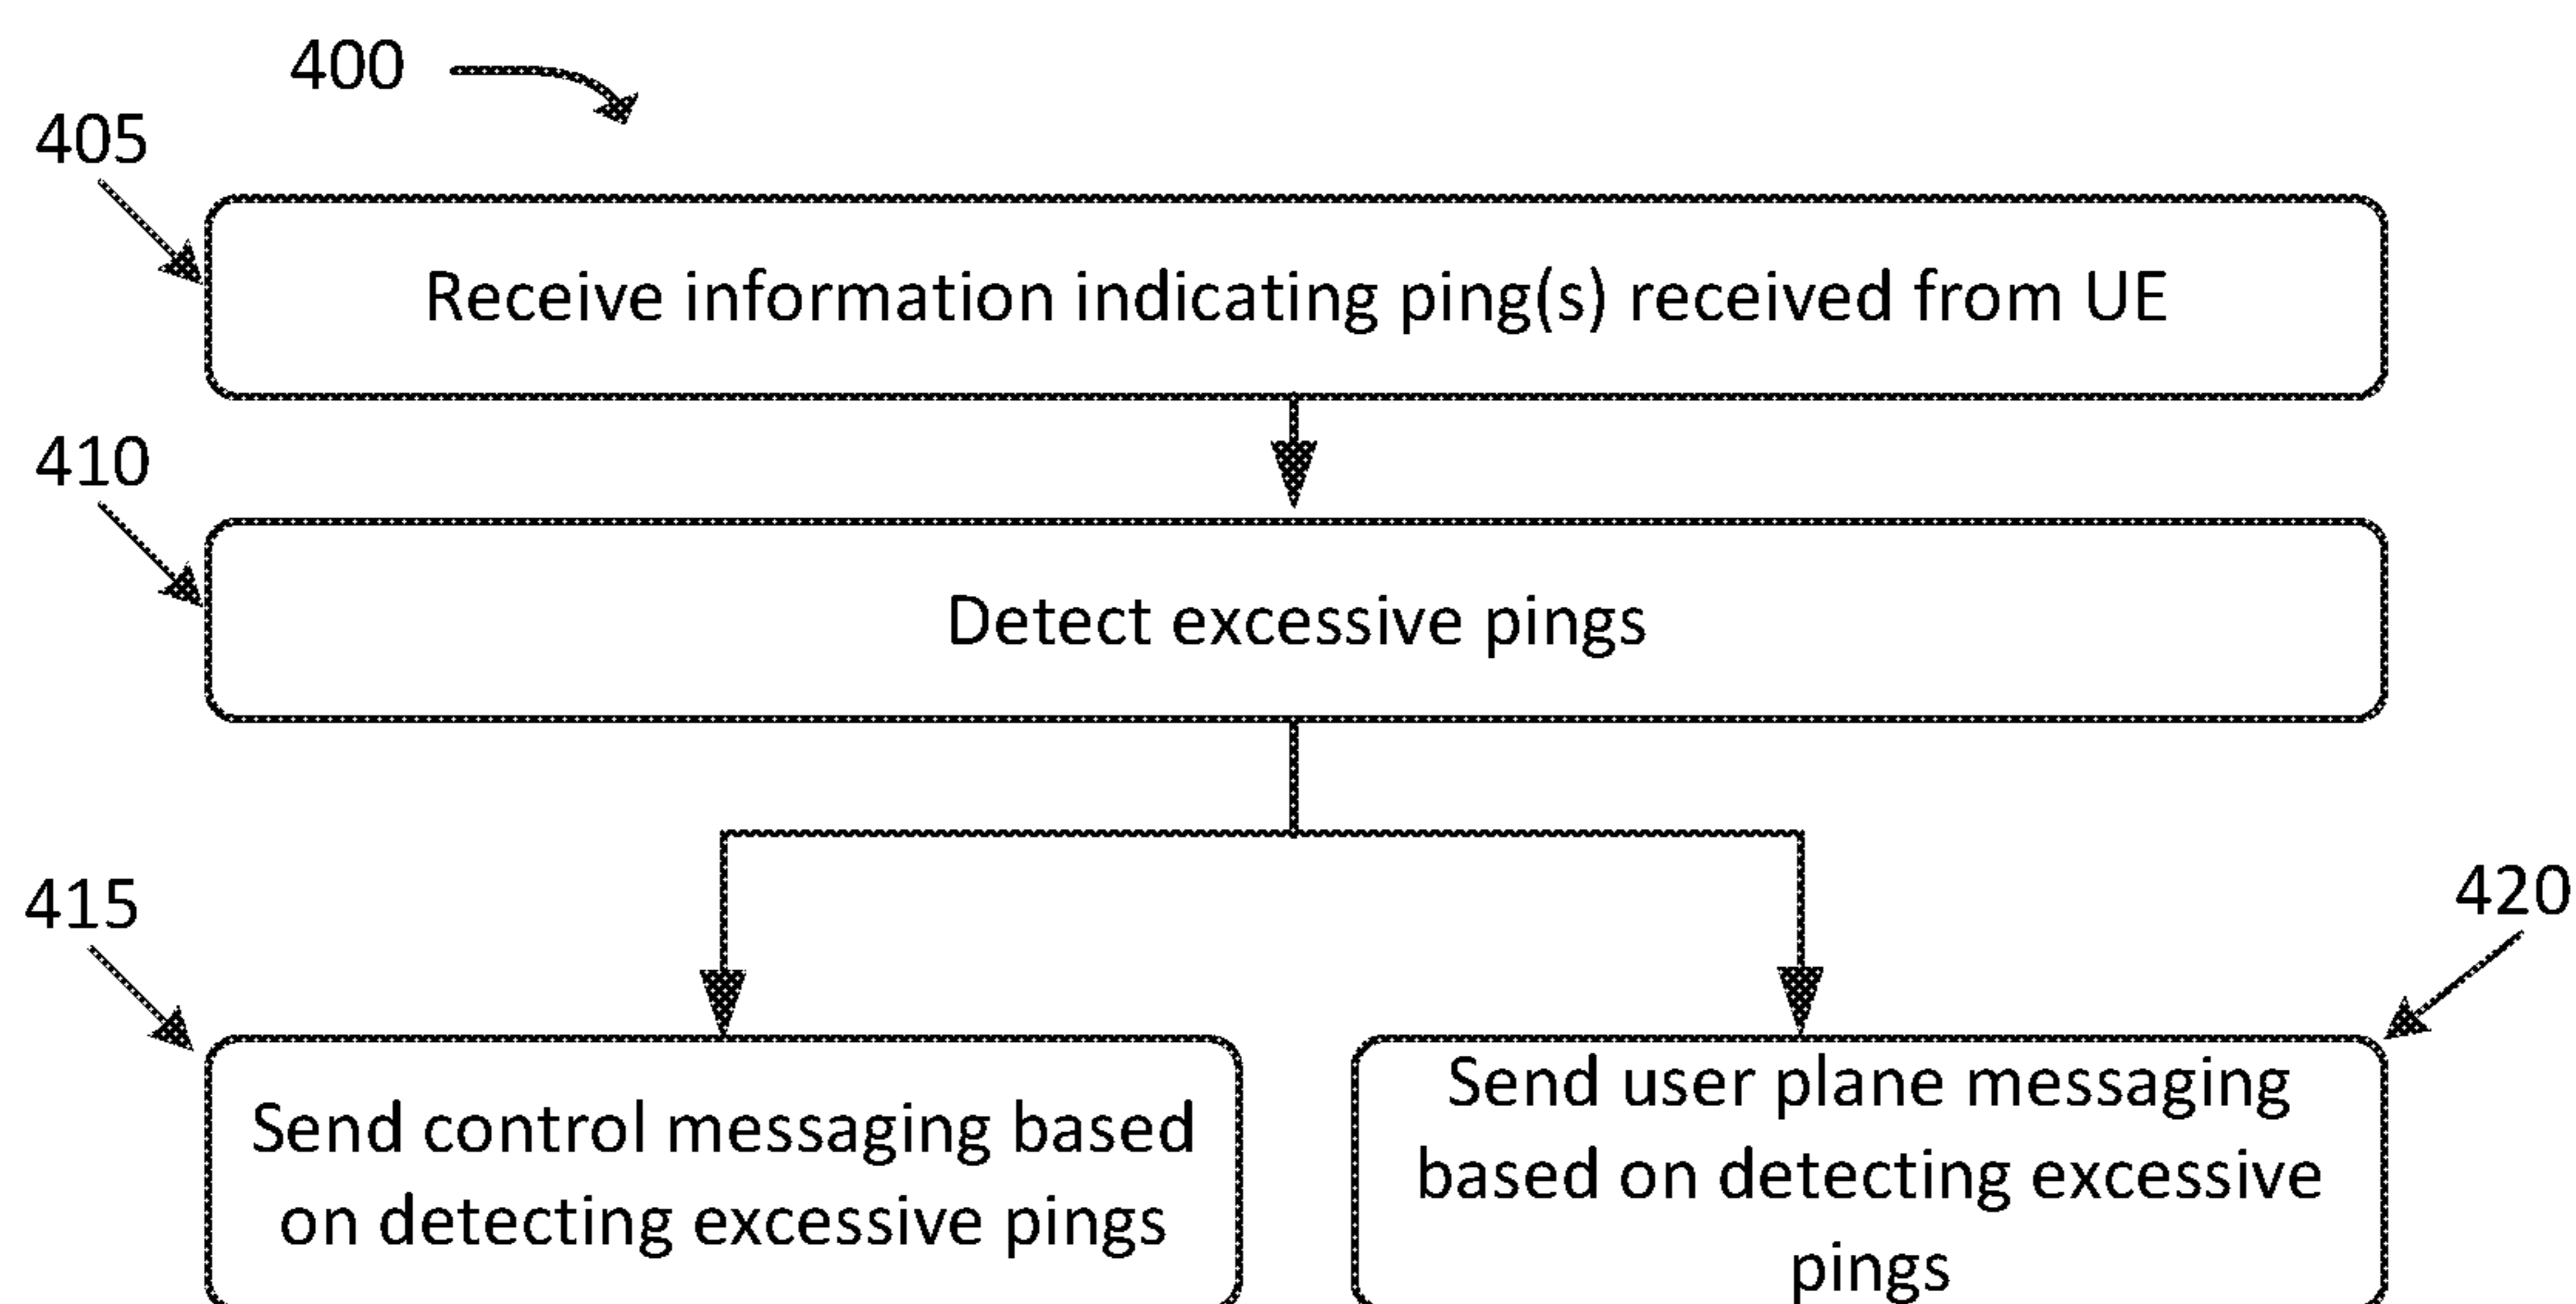 400
405
Receive information indicating ping(s) received from UE
410
Detect excessive pings
415
420
Send control messaging based
on detecting excessive pings
Send user plane messaging
based on detecting excessive
pings